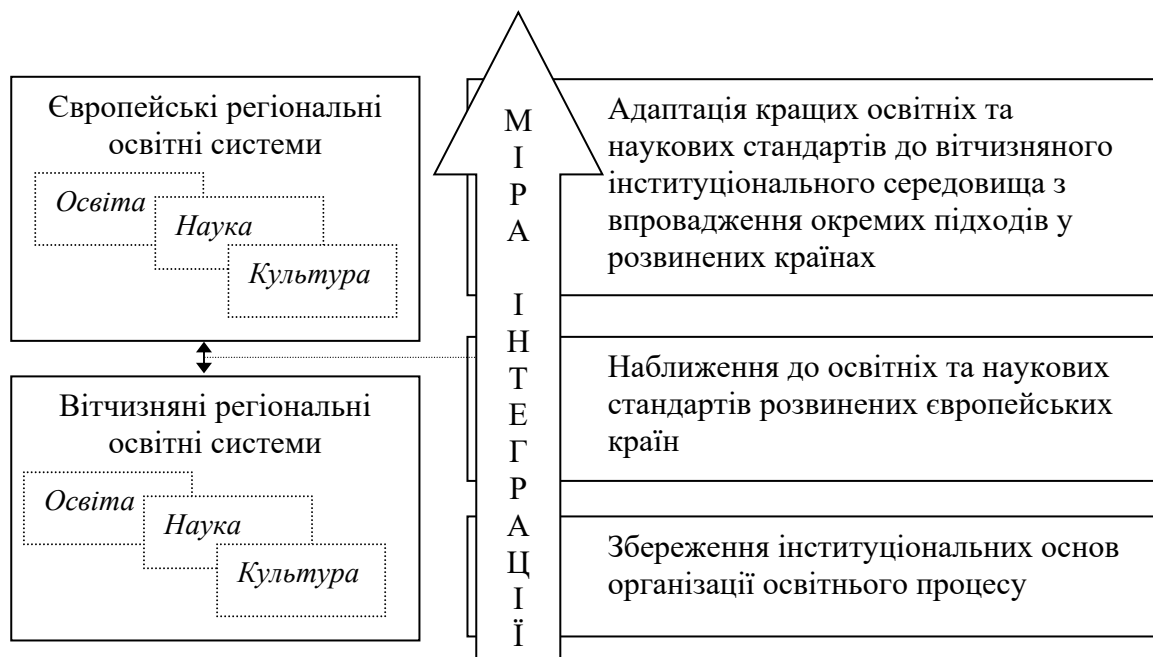 Європейські регіональні
освітні системи
Освіта
Наука
Культура
Вітчизняні регіональні
освітні системи
Освіта
Наука
Культура
МІРА ІНТЕГРАЦІЇ
Адаптація кращих освітніх та
наукових стандартів до вітчизняного
інституціонального середовища з
впровадження окремих підходів у
розвинених країнах
Наближення до освітніх та наукових
стандартів розвинених європейських
країн
Збереження інституціональних основ
організації освітнього процесу